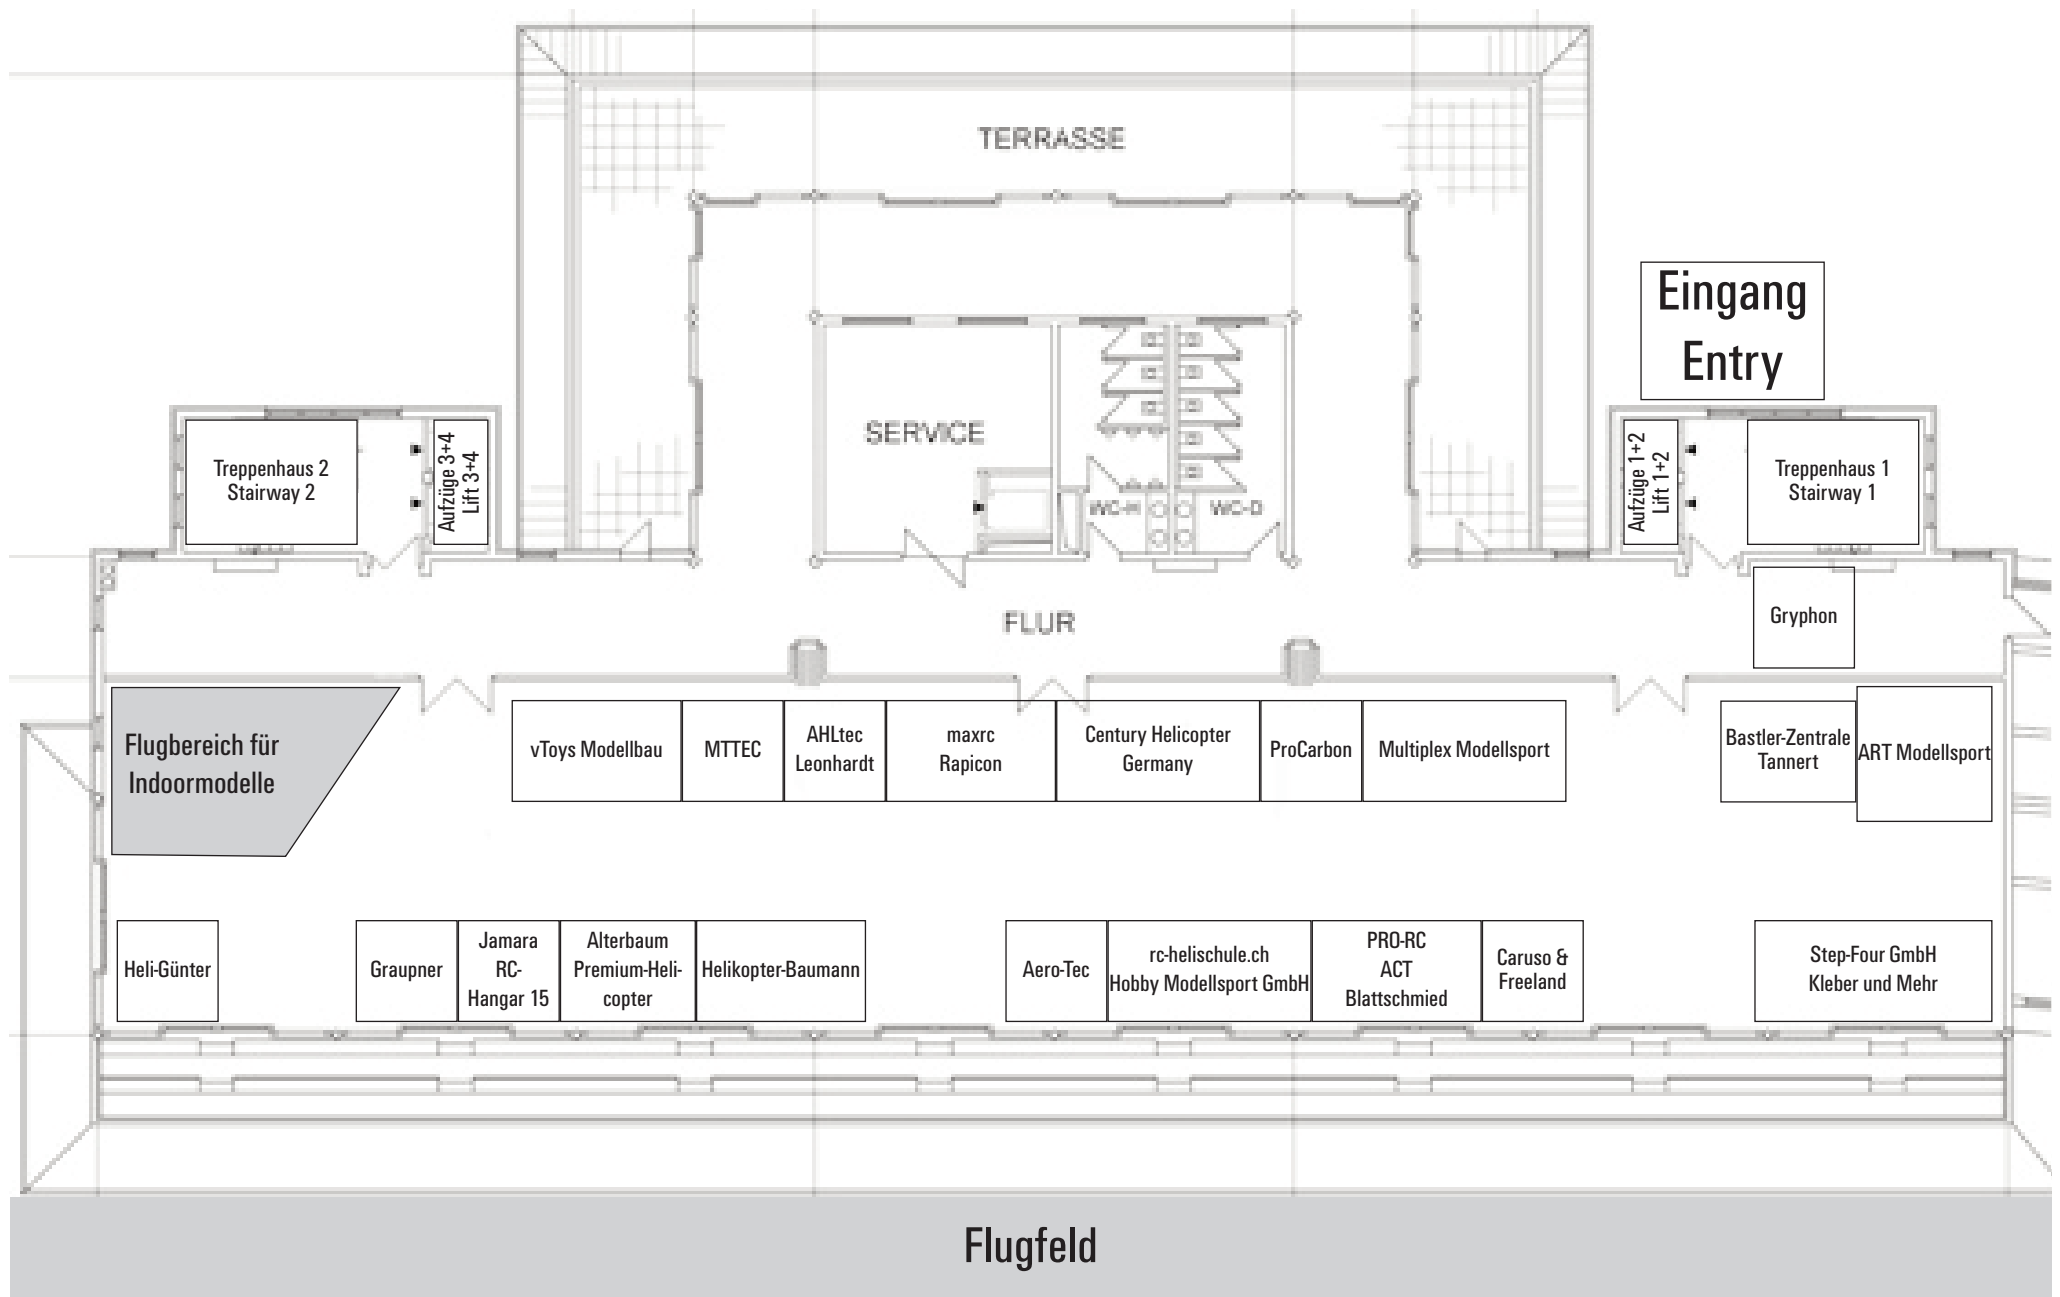 TERRASSE
Eingang
Entry
SERVICE
Treppenhaus 2
Stairway 2
Aufzüge 3+4
Lift 3+4
WC-H
WC-D
Aufzüge 1+2
Lift 1+2
Treppenhaus 1
Stairway 1
FLUR
Gryphon
Flugbereich für
Indoormodelle
vToys Modellbau
MTTEC
AHLtec
Leonhardt
maxrc
Rapicon
Century Helicopter
Germany
ProCarbon
Multiplex Modellsport
Bastler-Zentrale
Tannert
ART Modellsport
Heli-Günter
Graupner
Jamara
RC-
Hangar 15
Alterbaum
Premium-Heli-
copter
Helikopter-Baumann
Aero-Tec
rc-helischule.ch
Hobby Modellsport GmbH
PRO-RC
ACT
Blattschmied
Caruso &
Freeland
Step-Four GmbH
Kleber und Mehr
Flugfeld